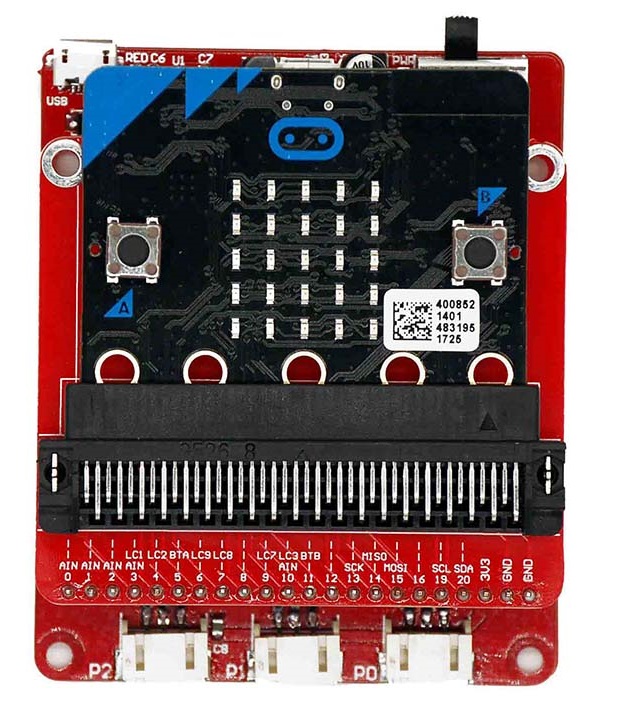 RED C6 U1 C7 10V PWR
USB
B
A
400852
1401
483195
1725
LC1 LC2 BTA LC9 LC8 LC7 LC3 BTB MISO
AIN AIN AIN AIN AIN SCK MOSI SCL SDA 3V3 GND GND
0 1 2 3 4 5 6 7 8 9 10 11 12 13 14 15 16 19 20
C8
P2 P1 P0